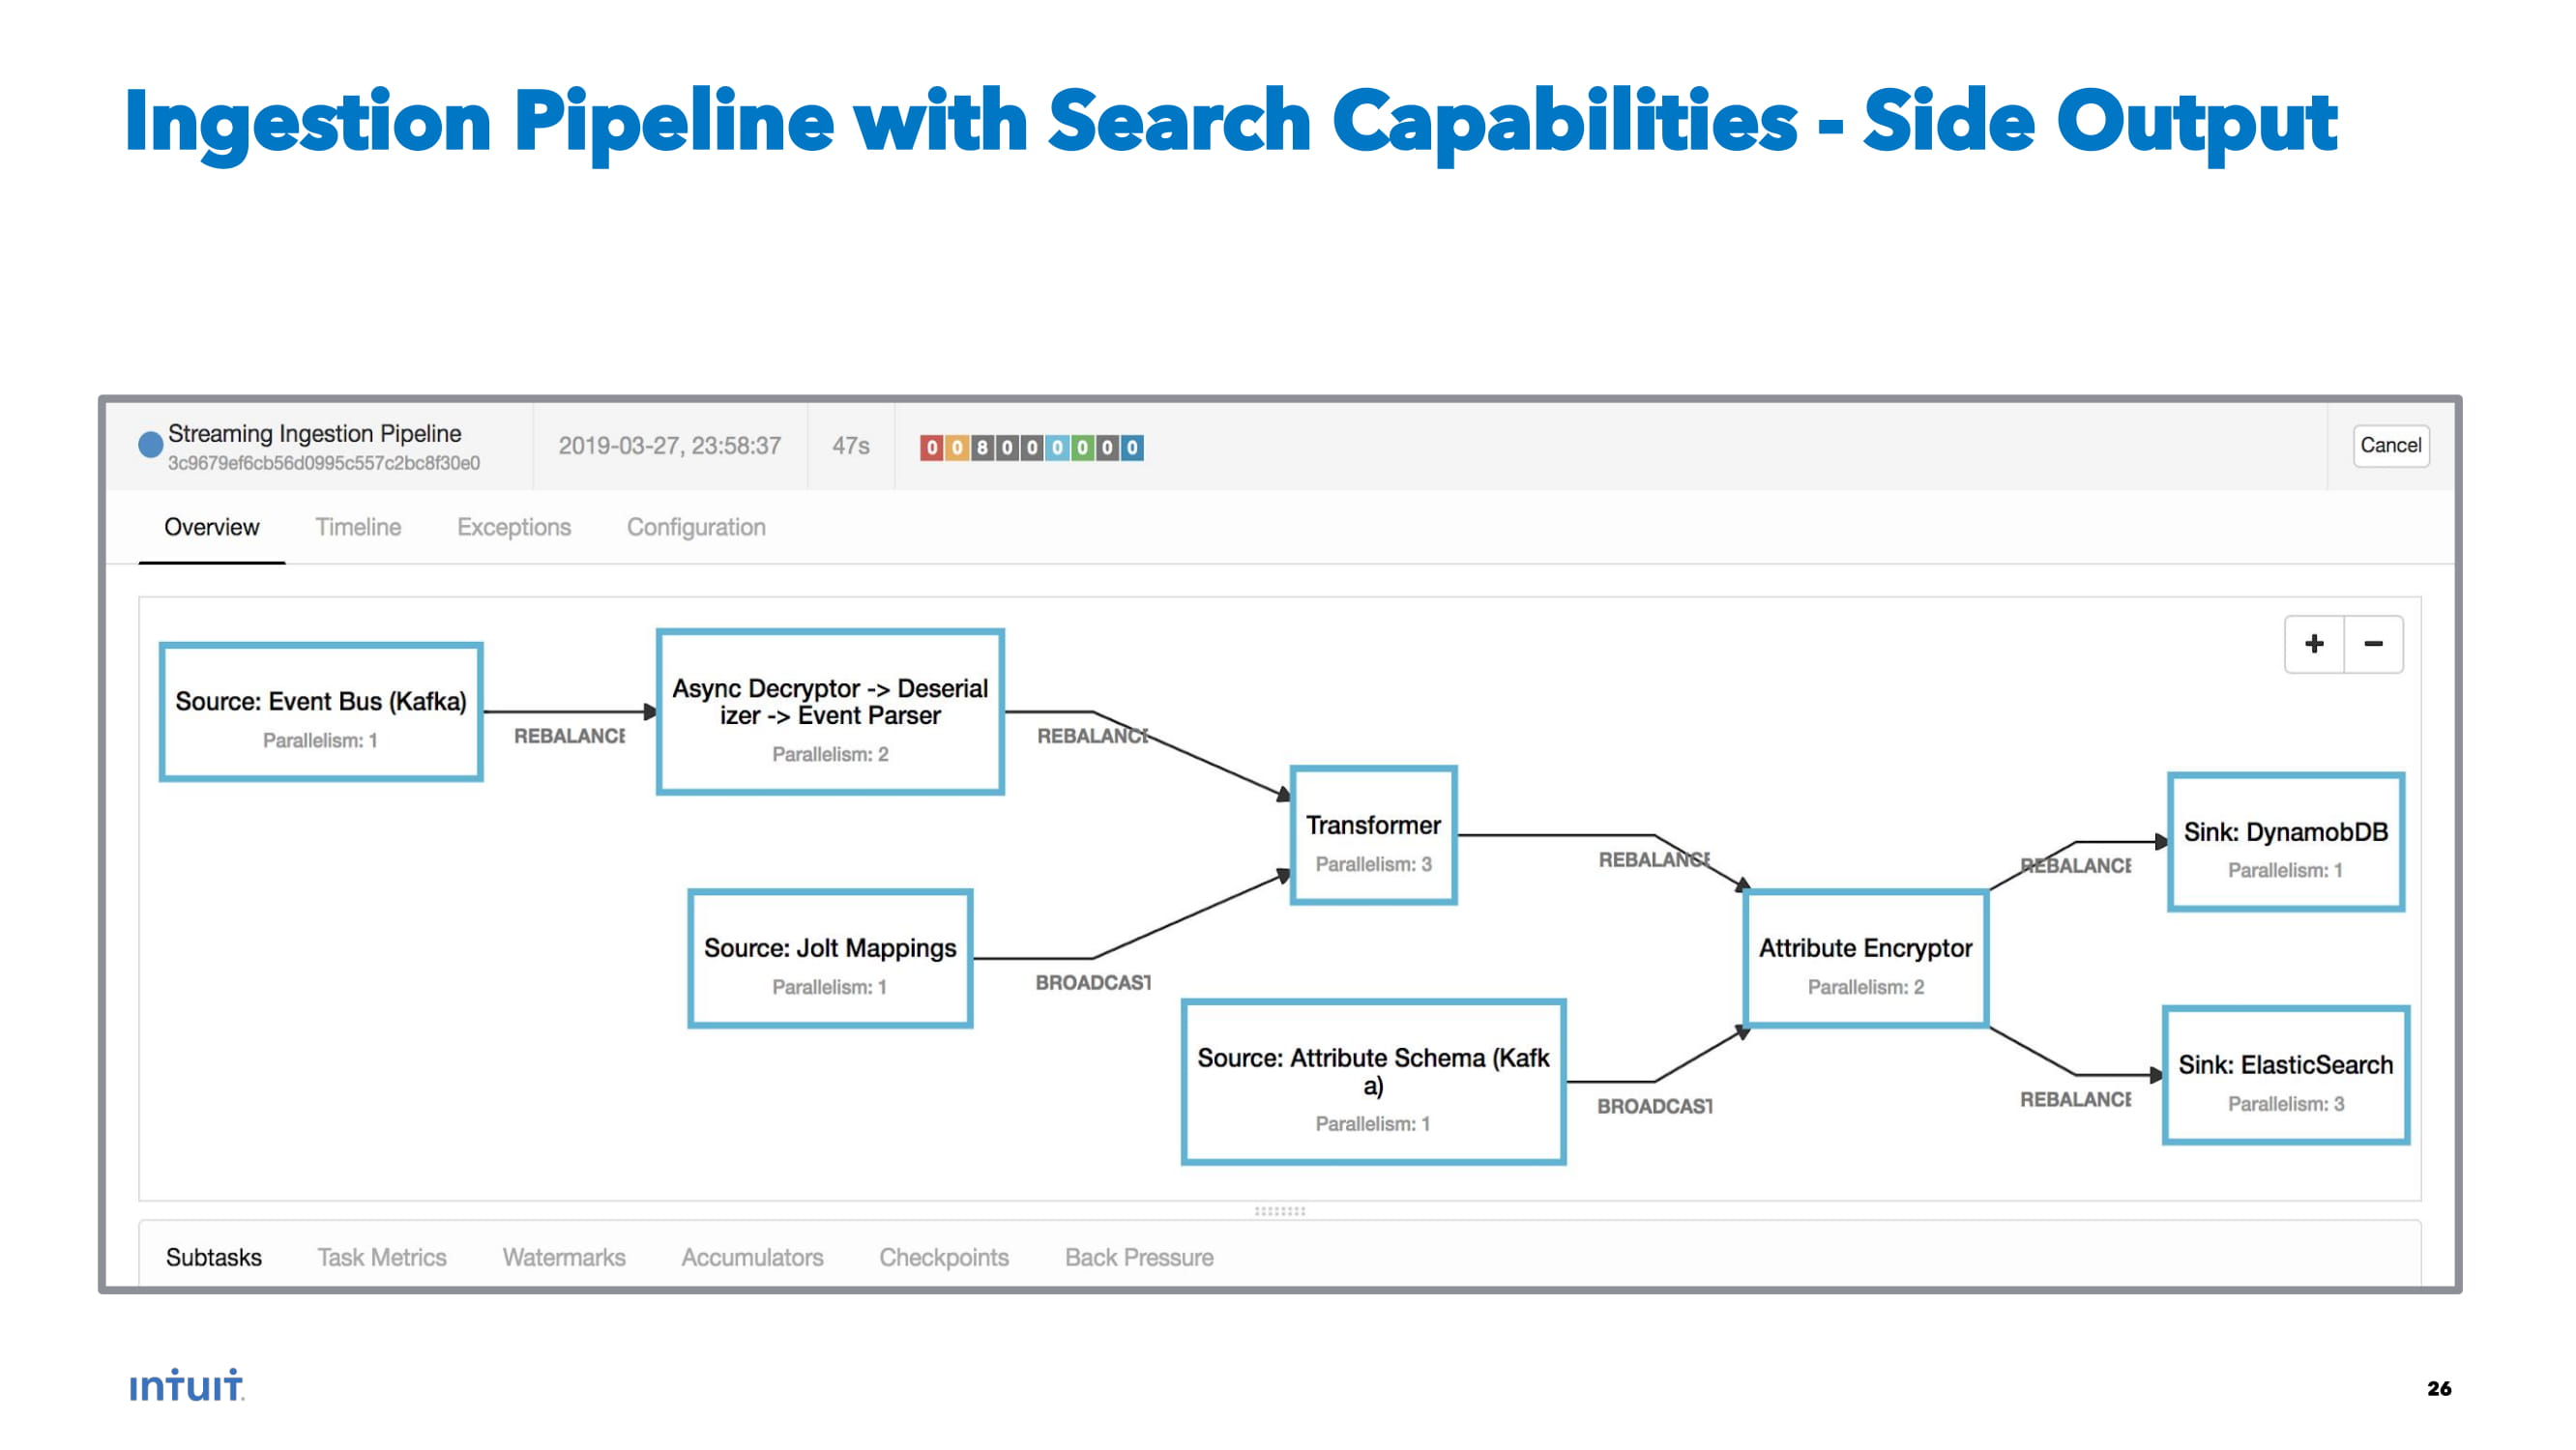 Ingestion Pipeline with Search Capabilities - Side Output
Streaming Ingestion Pipeline
3c9679ef6cb56d0995c557c2bc8f30e0
2019-03-27, 23:58:37
47s
0 0 8 0 0 0 0 0 0
Cancel
Overview
Timeline
Exceptions
Configuration
+
−
Source: Event Bus (Kafka)
Parallelism: 1
REBALANCE
Async Decryptor -> Deserial
izer -> Event Parser
Parallelism: 2
REBALANCE
Transformer
Parallelism: 3
REBALANCE
Source: Jolt Mappings
Parallelism: 1
BROADCAST
Source: Attribute Schema (Kafk
a)
Parallelism: 1
BROADCAST
Attribute Encryptor
Parallelism: 2
REBALANCE
Sink: DynamobDB
Parallelism: 1
REBALANCE
Sink: ElasticSearch
Parallelism: 3
Subtasks
Task Metrics
Watermarks
Accumulators
Checkpoints
Back Pressure
intuit.
26